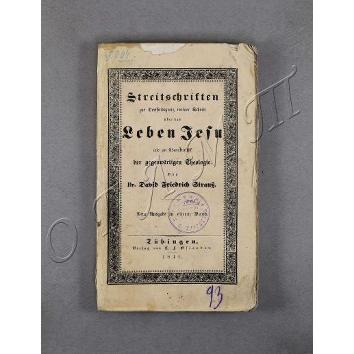 Streitschriften
zur Vertheidigung meiner Schrift
über das
Leben Jesu
und zur Charakteristik
der gegenwärtigen Theologie.
Von
Dr. David Friedrich Strauß.
Neue Ausgabe in einem Band.
Tübingen,
Verlag von C. F. Osiander.
93